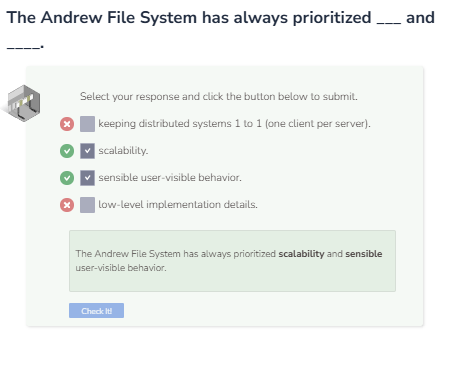 The Andrew File System has always prioritized ___ and
____.
Select your response and click the button below to submit.
keeping distributed systems 1 to 1 (one client per server).
scalability.
sensible user-visible behavior.
low-level implementation details.
The Andrew File System has always prioritized scalability and sensible
user-visible behavior.
Check It!